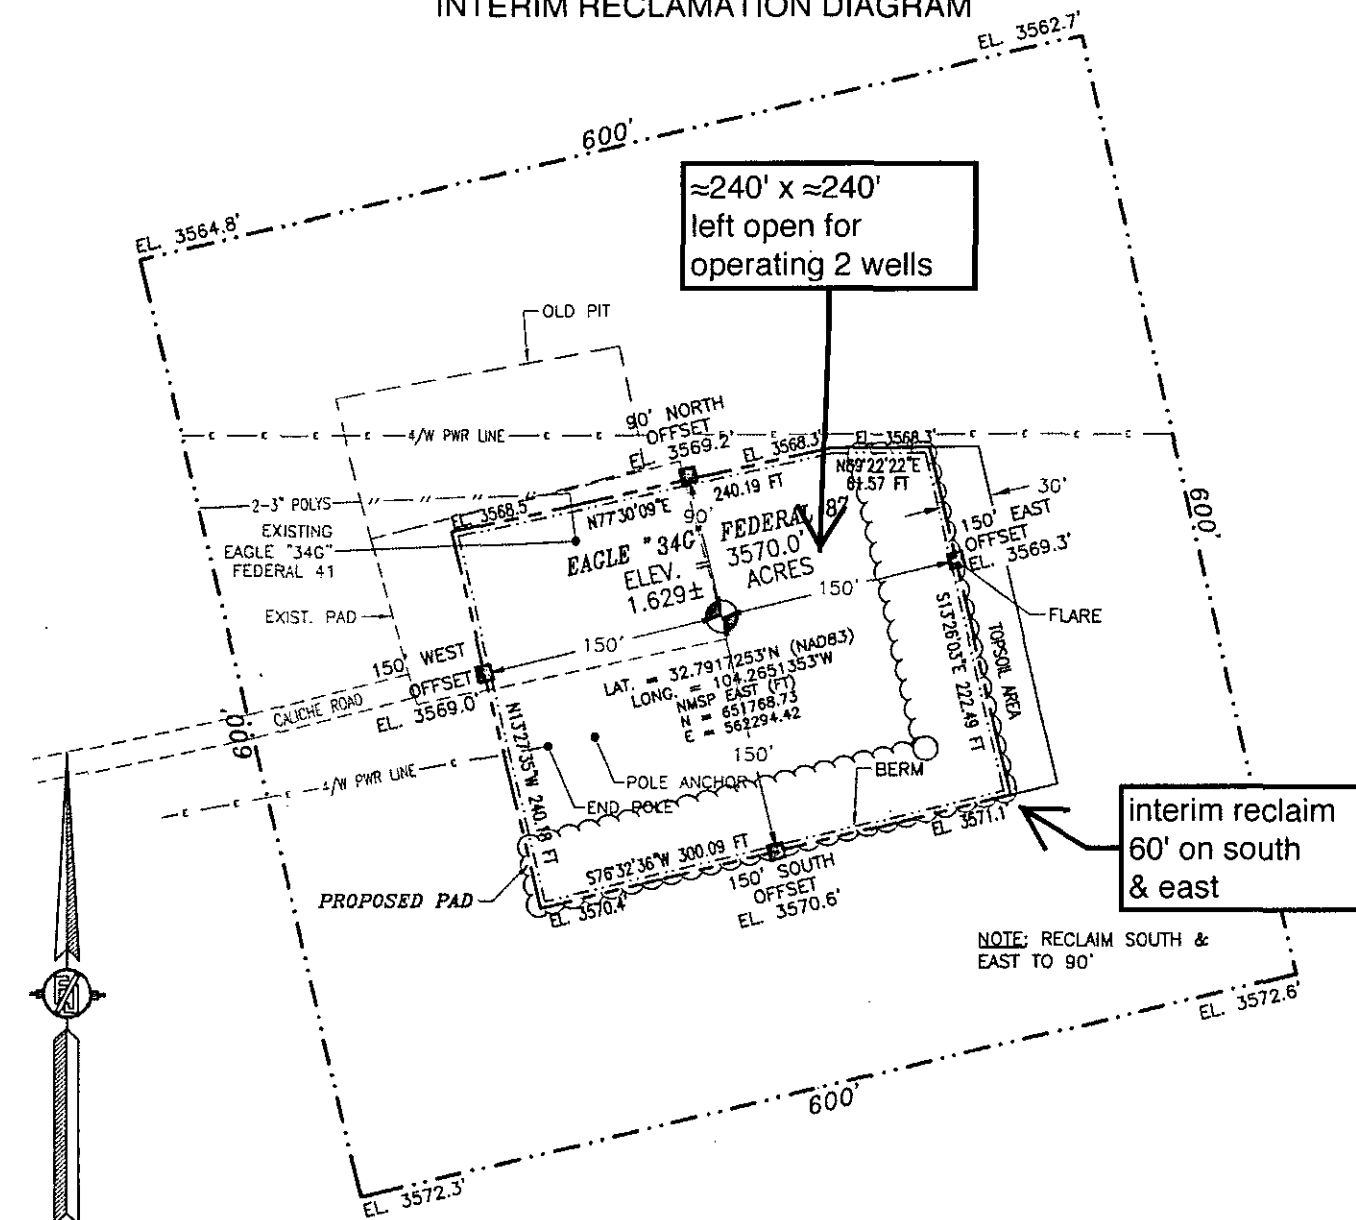 INTERIM RECLAMATION DIAGRAM
EL. 3562.7'
600'
≈240' x ≈240'
left open for
operating 2 wells
EL. 3564.8'
OLD PIT
90' NORTH
OFFSET
EL. 3569.2'
4/W PWR LINE
EL. 3568.3'
EL. 3568.3'
N89°22'22"E
61.57 FT
240.19 FT
N77°30'09"E
EL. 3568.5'
2-3" POLYS
EXISTING
EAGLE "34G"
FEDERAL 41
EXIST. PAD
90'
EAGLE "34G" FEDERAL 87
ELEV. = 3570.0'
1.629± ACRES
30'
150' EAST
OFFSET
EL. 3569.3'
600'
150'
150'
FLARE
S13°26'03"E 222.49 FT
TOPSOIL AREA
150' WEST
OFFSET
EL. 3569.0'
CALICHE ROAD
600'
LAT. = 32.7917253°N (NAD83)
LONG. = 104.2651353°W
NMSP EAST (FT)
N = 651768.73
E = 562294.42
150'
N13°27'35"W 240.18 FT
4/W PWR LINE
POLE ANCHOR
END POLE
BERM
EL. 3571.1'
interim reclaim
60' on south
& east
S76°32'36"W 300.09 FT
150' SOUTH
OFFSET
EL. 3570.6'
PROPOSED PAD
EL. 3570.4'
NOTE: RECLAIM SOUTH &
EAST TO 90'
EL. 3572.6'
600'
EL. 3572.3'